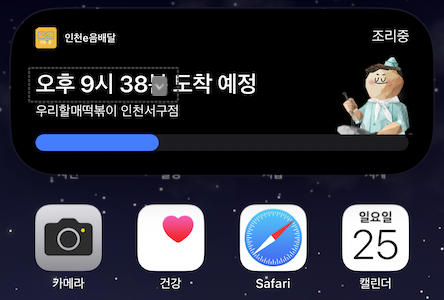 인천e음배달
조리중
오후 9시 38분 도착 예정
우리할매떡볶이 인천서구점
카메라
건강
Safari
일요일
25
캘린더